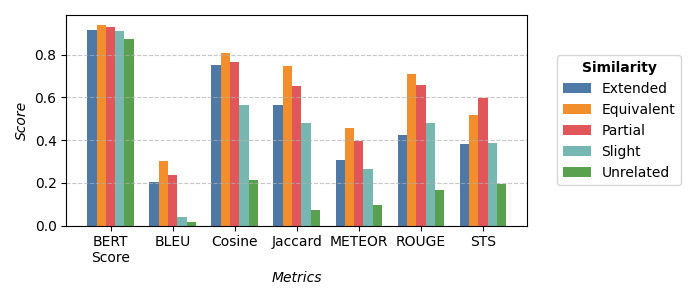 Score
0.8
0.6
0.4
0.2
0.0
BERT
Score
BLEU
Cosine
Jaccard
METEOR
ROUGE
STS
Metrics
Similarity
Extended
Equivalent
Partial
Slight
Unrelated